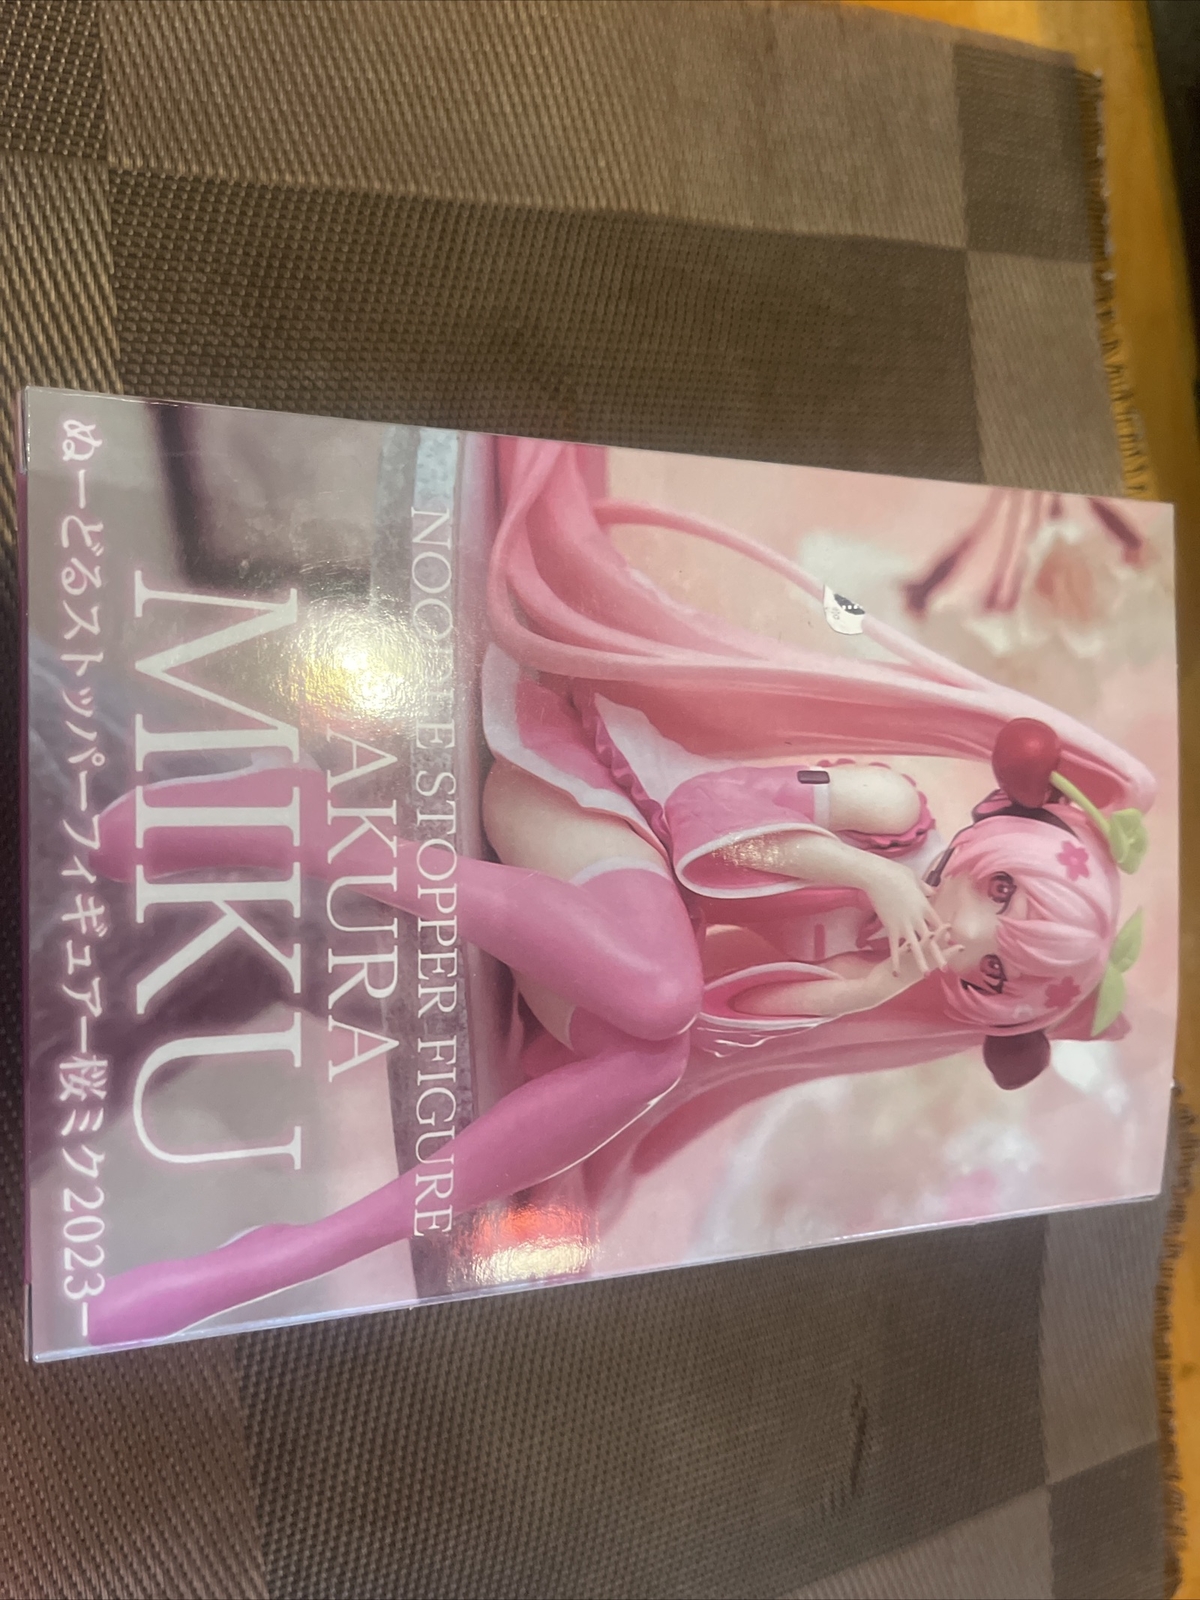 NOODLE STOPPER FIGURE
SAKURA
MIKU
ぬーどるストッパーフィギュアー桜ミク2023ー